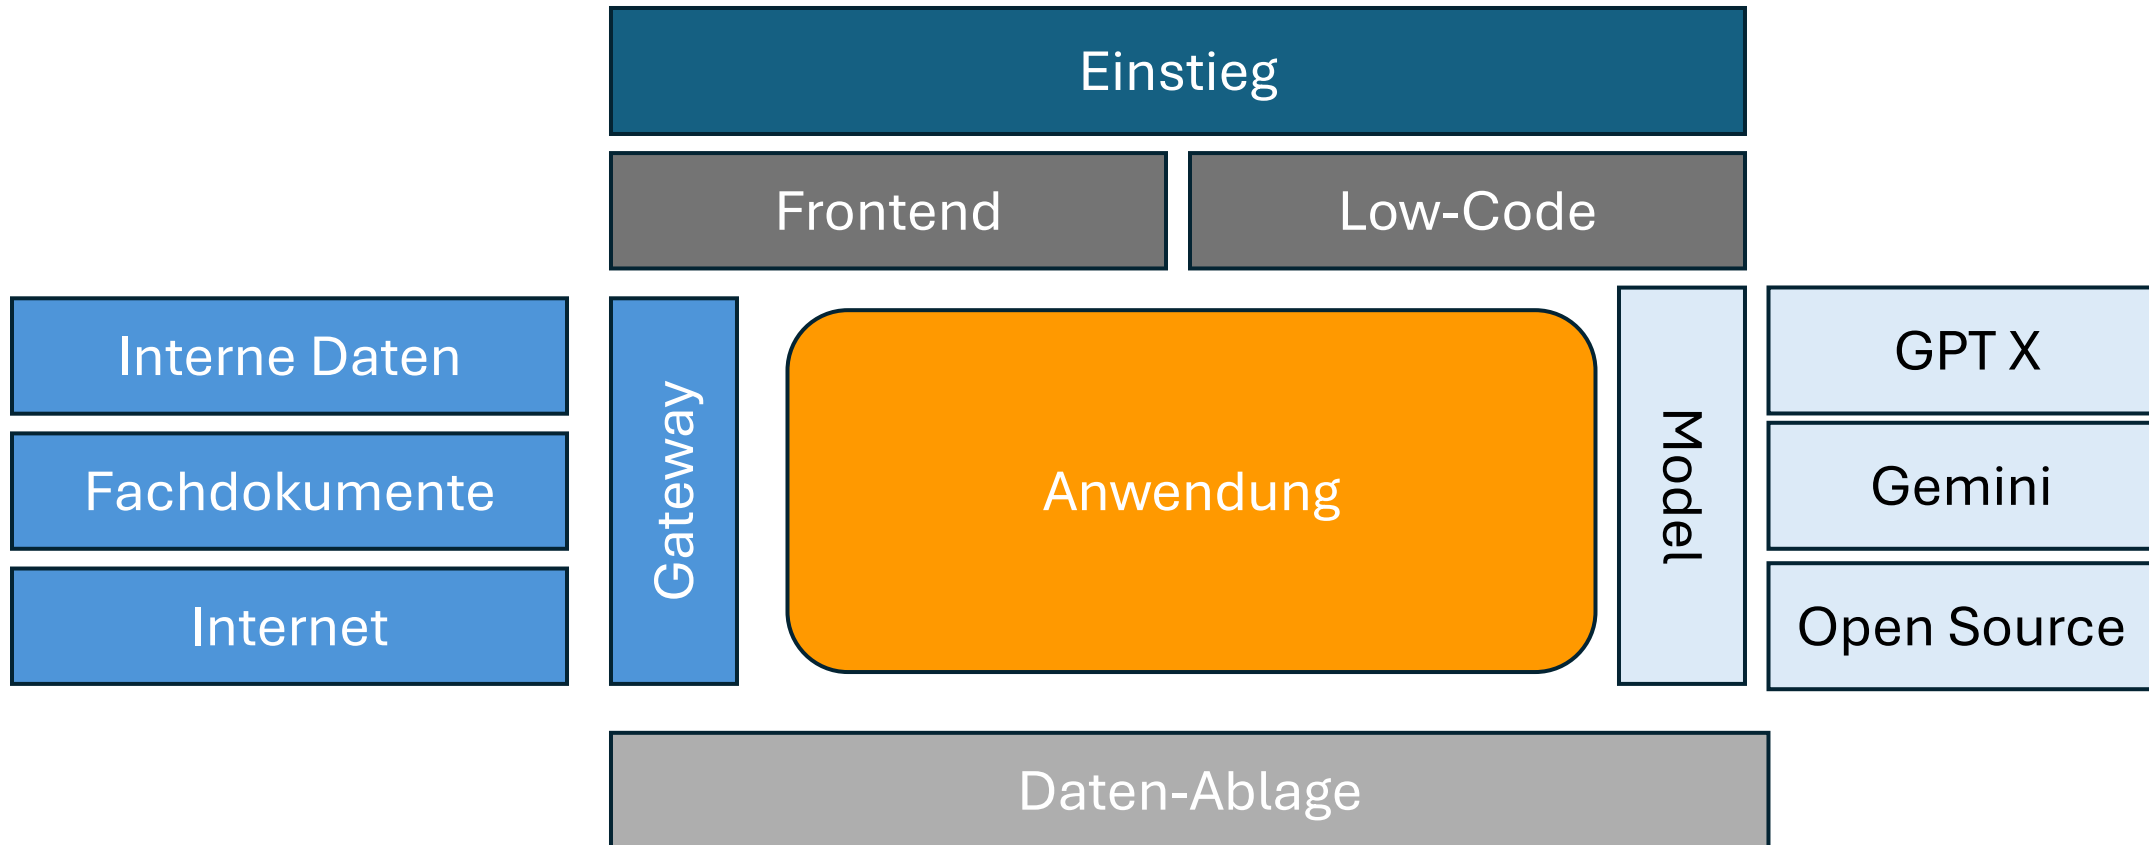 Einstieg
Frontend
Low-Code
Interne Daten
Fachdokumente
Internet
Gateway
Anwendung
Model
GPT X
Gemini
Open Source
Daten-Ablage